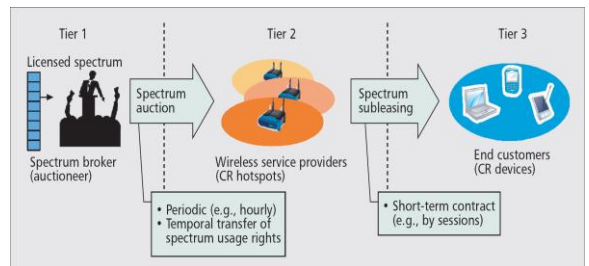 Tier 1
Tier 2
Tier 3
Licensed spectrum
Spectrum
auction
Spectrum
subleasing
Spectrum broker
(auctioneer)
Wireless service providers
(CR hotspots)
End customers
(CR devices)
• Periodic (e.g., hourly)
• Temporal transfer of
spectrum usage rights
• Short-term contract
(e.g., by sessions)